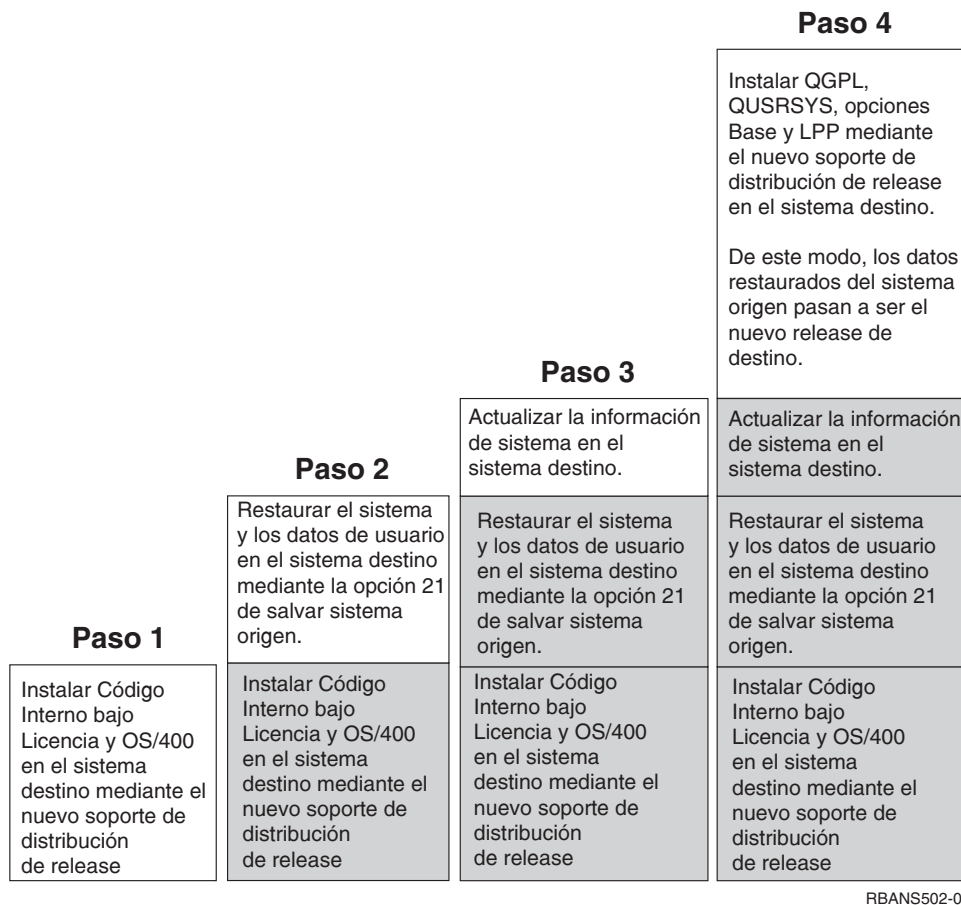 Paso 1
Instalar Código
Interno bajo
Licencia y OS/400
en el sistema
destino mediante el
nuevo soporte de
distribución
de release
Paso 2
Restaurar el sistema
y los datos de usuario
en el sistema destino
mediante la opción 21
de salvar sistema
origen.
Instalar Código
Interno bajo
Licencia y OS/400
en el sistema
destino mediante el
nuevo soporte de
distribución
de release
Paso 3
Actualizar la información
de sistema en el
sistema destino.
Restaurar el sistema
y los datos de usuario
en el sistema destino
mediante la opción 21
de salvar sistema
origen.
Instalar Código
Interno bajo
Licencia y OS/400
en el sistema
destino mediante el
nuevo soporte de
distribución
de release
Paso 4
Instalar QGPL,
QUSRSYS, opciones
Base y LPP mediante
el nuevo soporte de
distribución de release
en el sistema destino.
De este modo, los datos
restaurados del sistema
origen pasan a ser el
nuevo release de
destino.
Actualizar la información
de sistema en el
sistema destino.
Restaurar el sistema
y los datos de usuario
en el sistema destino
mediante la opción 21
de salvar sistema
origen.
Instalar Código
Interno bajo
Licencia y OS/400
en el sistema
destino mediante el
nuevo soporte de
distribución
de release
RBANS502-0